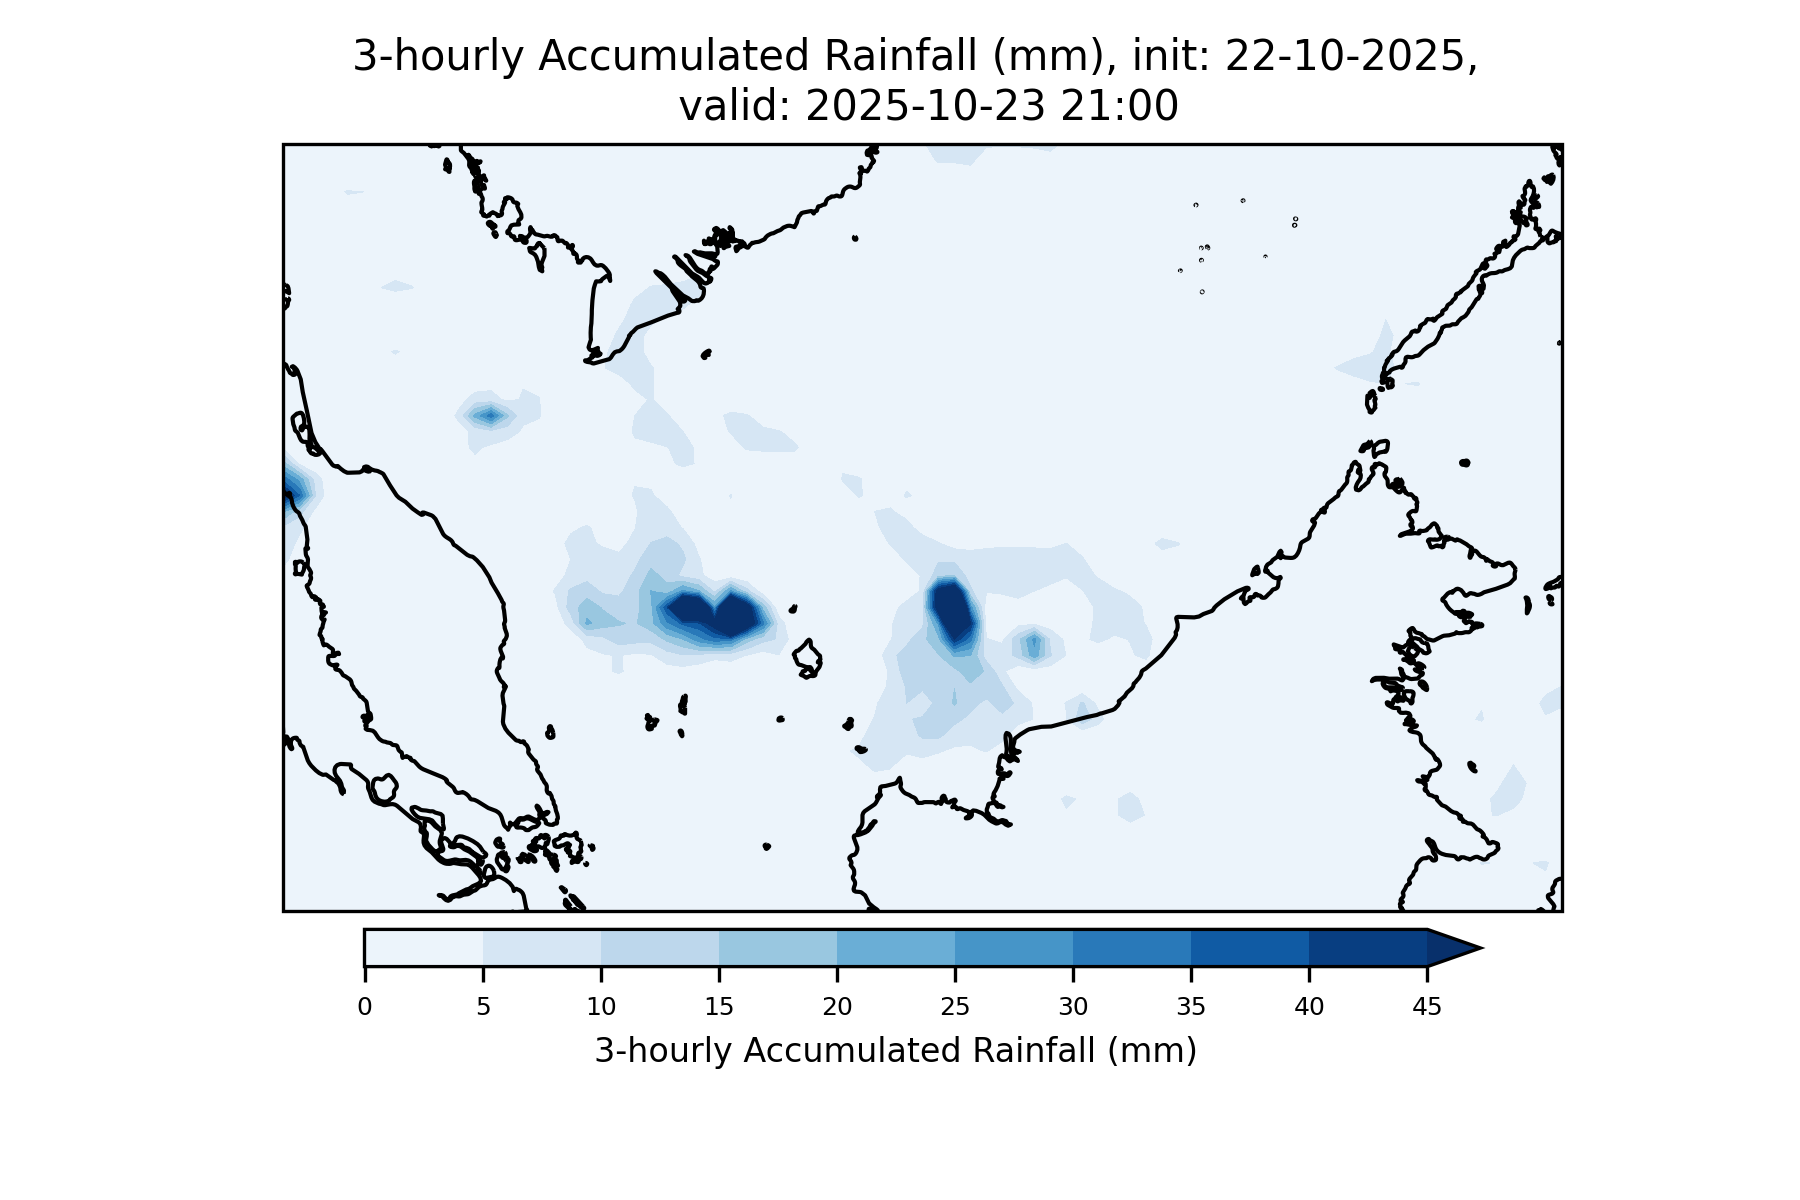 3-hourly Accumulated Rainfall (mm), init: 22-10-2025,
valid: 2025-10-23 21:00
0 5 10 15 20 25 30 35 40 45
3-hourly Accumulated Rainfall (mm)